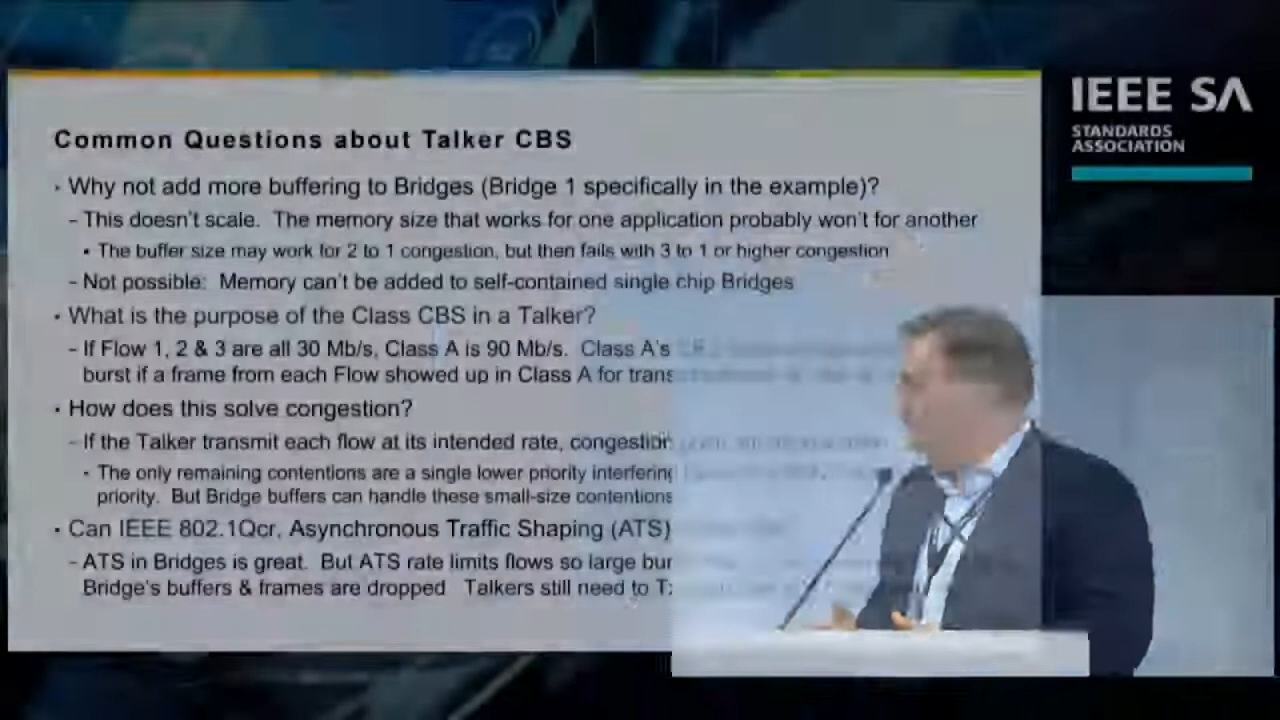 Common Questions about Talker CBS
· Why not add more buffering to Bridges (Bridge 1 specifically in the example)?
– This doesn't scale. The memory size that works for one application probably won't for another
▪ The buffer size may work for 2 to 1 congestion, but then fails with 3 to 1 or higher congestion
– Not possible: Memory can't be added to self-contained single chip Bridges
· What is the purpose of the Class CBS in a Talker?
– If Flow 1, 2 & 3 are all 30 Mb/s, Class A is 90 Mb/s. Class A's
burst if a frame from each Flow showed up in Class A for trans
· How does this solve congestion?
– If the Talker transmit each flow at its intended rate, congestion
▪ The only remaining contentions are a single lower priority interfering
priority. But Bridge buffers can handle these small-size contentions
· Can IEEE 802.1Qcr, Asynchronous Traffic Shaping (ATS)
– ATS in Bridges is great. But ATS rate limits flows so large bur
Bridge's buffers & frames are dropped Talkers still need to T
IEEE SA
STANDARDS
ASSOCIATION